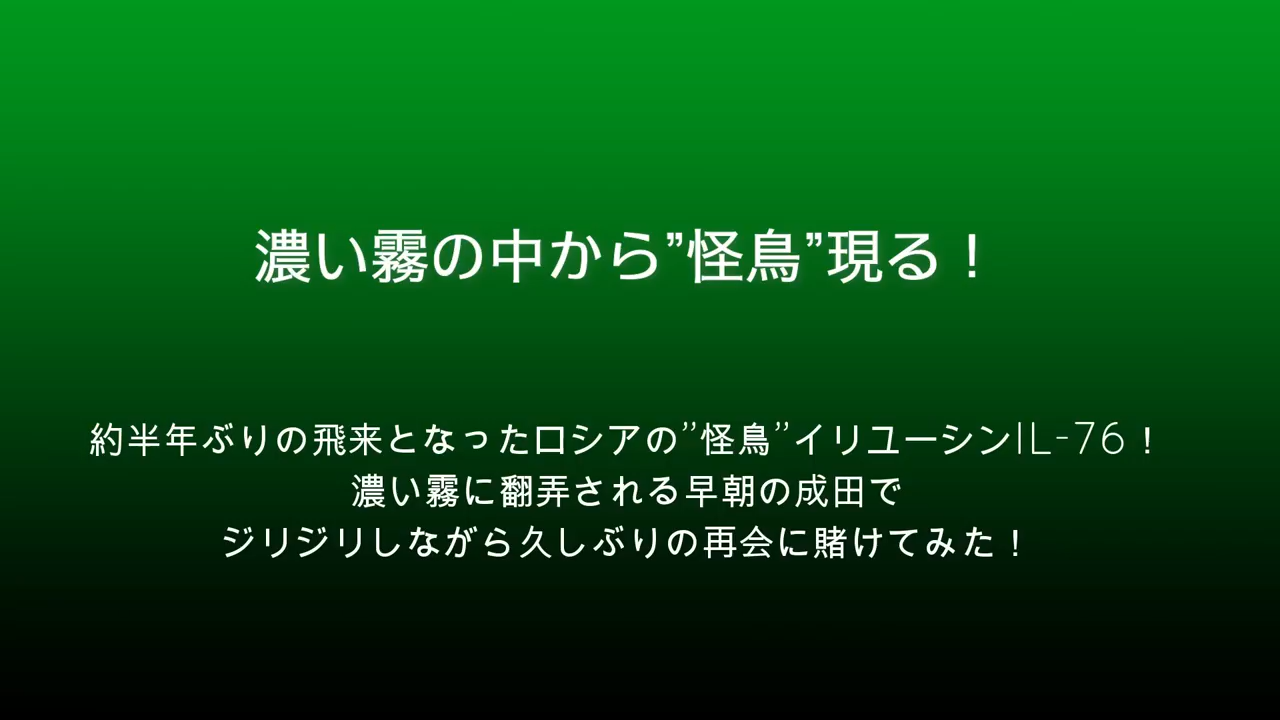 濃い霧の中から”怪鳥”現る！
約半年ぶりの飛来となったロシアの”怪鳥”イリユーシンIL-76！
濃い霧に翻弄される早朝の成田で
ジリジリしながら久しぶりの再会に賭けてみた！